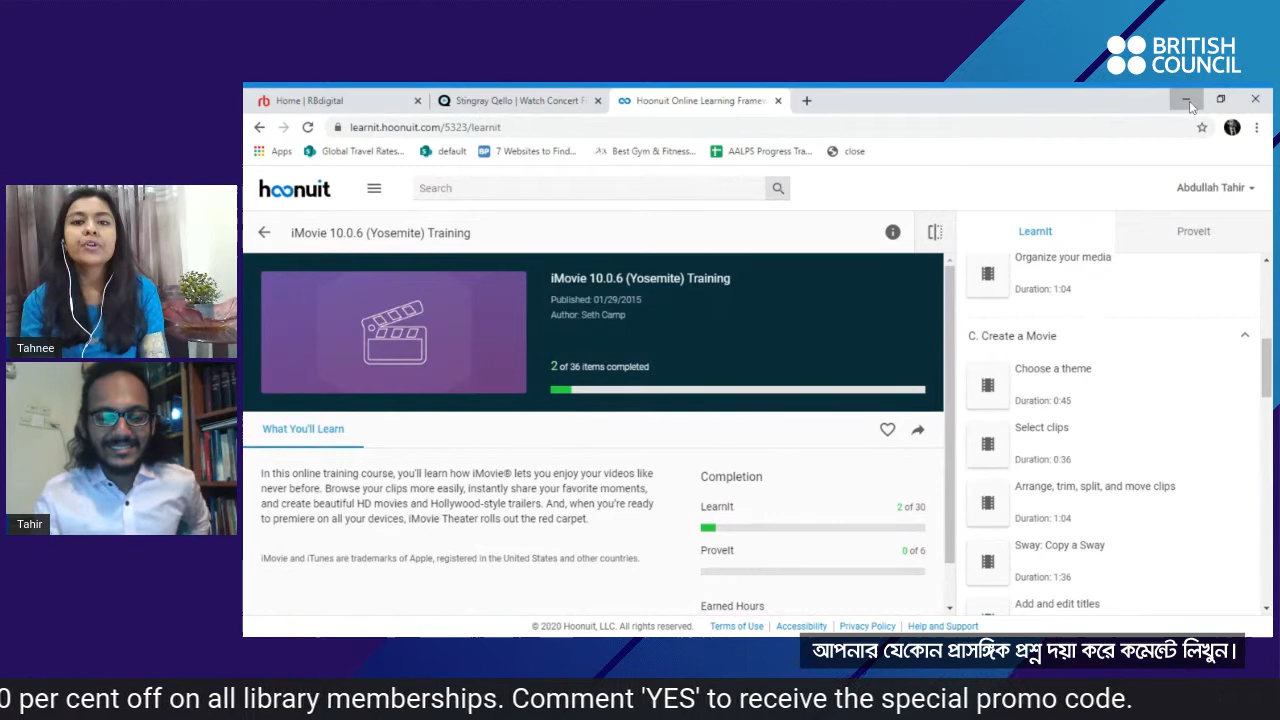 BRITISH
COUNCIL
Home | RBdigital
Stingray Qello | Watch Concert F
Hoonuit Online Learning Framew
learnit.hoonuit.com/5323/learnit
Apps
Global Travel Rates...
default
7 Websites to Find...
Best Gym & Fitness...
AALPS Progress Tra...
close
hoonuit
Search
Abdullah Tahir
iMovie 10.0.6 (Yosemite) Training
LearnIt
ProveIt
iMovie 10.0.6 (Yosemite) Training
Published: 01/29/2015
Author: Seth Camp
2 of 36 items completed
What You'll Learn
In this online training course, you'll learn how iMovie® lets you enjoy your videos like
never before. Browse your clips more easily, instantly share your favorite moments,
and create beautiful HD movies and Hollywood-style trailers. And, when you're ready
to premiere on all your devices, iMovie Theater rolls out the red carpet.
iMovie and iTunes are trademarks of Apple, registered in the United States and other countries.
Completion
LearnIt
2 of 30
ProveIt
0 of 6
Earned Hours
Organize your media
Duration: 1:04
C. Create a Movie
Choose a theme
Duration: 0:45
Select clips
Duration: 0:36
Arrange, trim, split, and move clips
Duration: 1:04
Sway: Copy a Sway
Duration: 1:36
Add and edit titles
© 2020 Hoonuit, LLC. All rights reserved.
Terms of Use
Accessibility
Privacy Policy
Help and Support
Tahnee
Tahir
আপনার যেকোন প্রাসঙ্গিক প্রশ্ন দয়া করে কমেন্টে লিখুন।
0 per cent off on all library memberships. Comment 'YES' to receive the special promo code.